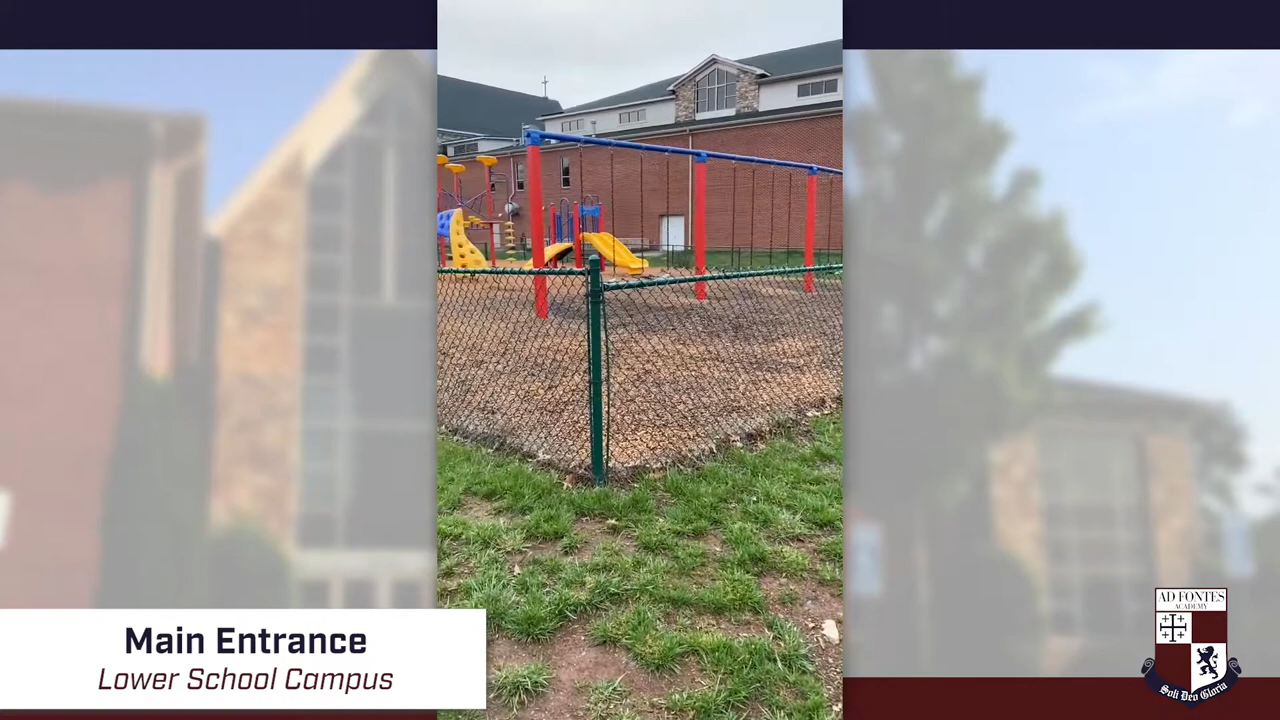 Main Entrance
Lower School Campus
AD FONTES
ACADEMY
Soli Deo Gloria